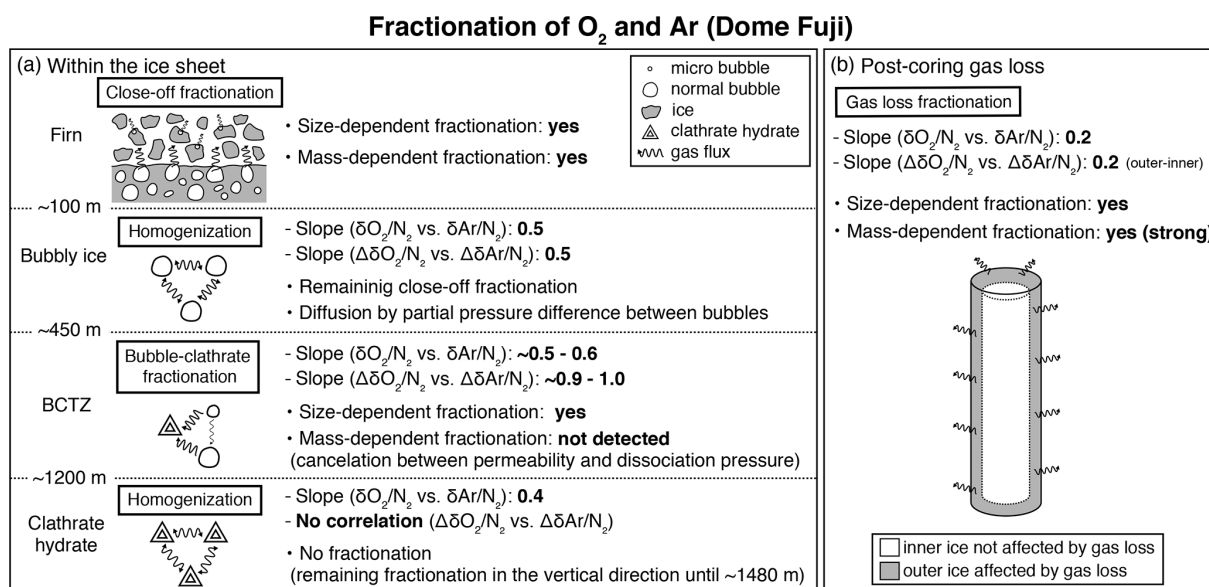 Fractionation of O₂ and Ar (Dome Fuji)
(a) Within the ice sheet
micro bubble
normal bubble
ice
clathrate hydrate
gas flux
Close-off fractionation
Firn
・Size-dependent fractionation: yes
・Mass-dependent fractionation: yes
~100 m
Homogenization
Bubbly ice
- Slope (δO₂/N₂ vs. δAr/N₂): 0.5
- Slope (ΔδO₂/N₂ vs. ΔδAr/N₂): 0.5
・Remaininig close-off fractionation
・Diffusion by partial pressure difference between bubbles
~450 m
Bubble-clathrate
fractionation
BCTZ
- Slope (δO₂/N₂ vs. δAr/N₂): ~0.5 - 0.6
- Slope (ΔδO₂/N₂ vs. ΔδAr/N₂): ~0.9 - 1.0
・Size-dependent fractionation: yes
・Mass-dependent fractionation: not detected
(cancelation between permeability and dissociation pressure)
~1200 m
Homogenization
Clathrate
hydrate
- Slope (δO₂/N₂ vs. δAr/N₂): 0.4
- No correlation (ΔδO₂/N₂ vs. ΔδAr/N₂)
・No fractionation
(remaining fractionation in the vertical direction until ~1480 m)
(b) Post-coring gas loss
Gas loss fractionation
- Slope (δO₂/N₂ vs. δAr/N₂): 0.2
- Slope (ΔδO₂/N₂ vs. ΔδAr/N₂): 0.2 (outer-inner)
・Size-dependent fractionation: yes
・Mass-dependent fractionation: yes (strong)
inner ice not affected by gas loss
outer ice affected by gas loss